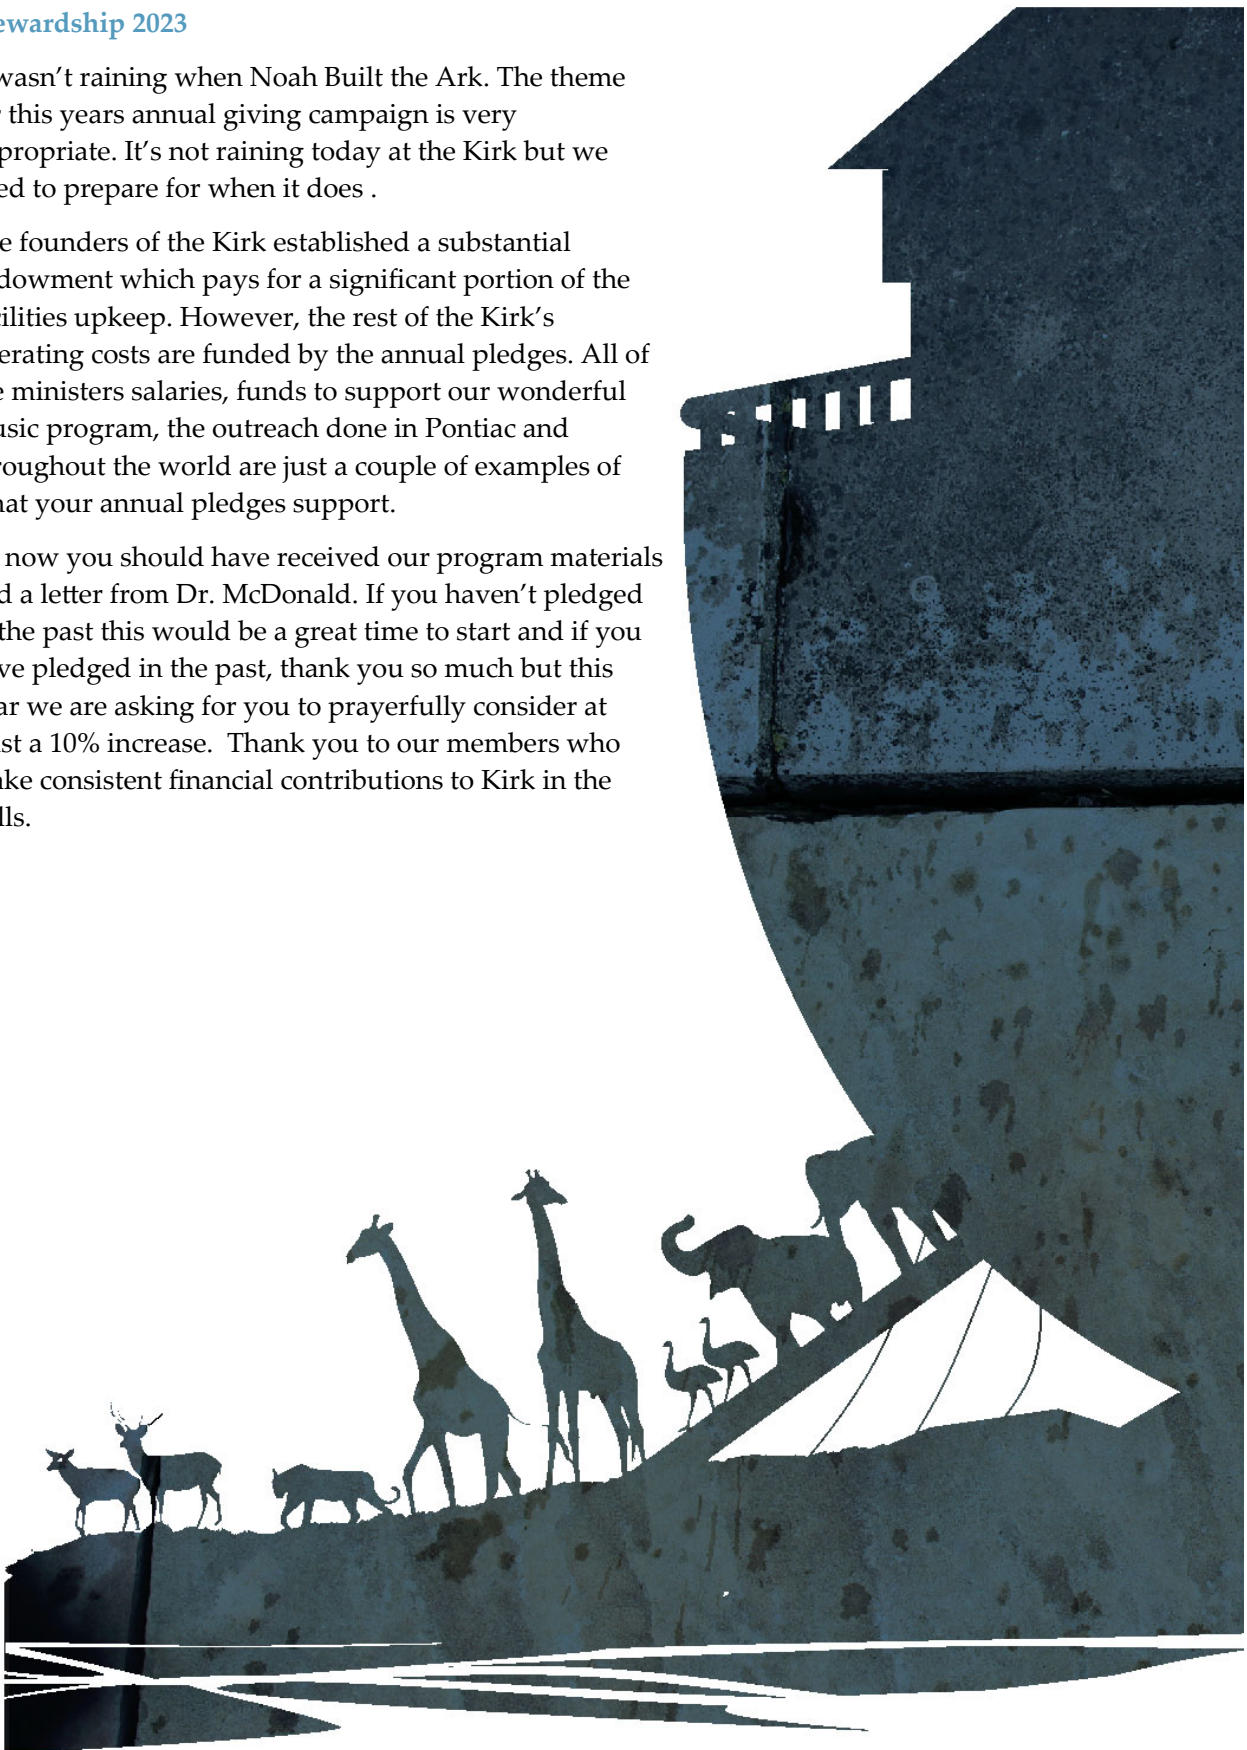 ewardship 2023
wasn’t raining when Noah Built the Ark. The theme
r this years annual giving campaign is very
propriate. It’s not raining today at the Kirk but we
ed to prepare for when it does .
e founders of the Kirk established a substantial
dowment which pays for a significant portion of the
cilities upkeep. However, the rest of the Kirk’s
erating costs are funded by the annual pledges. All of
e ministers salaries, funds to support our wonderful
usic program, the outreach done in Pontiac and
roughout the world are just a couple of examples of
hat your annual pledges support.
now you should have received our program materials
d a letter from Dr. McDonald. If you haven’t pledged
the past this would be a great time to start and if you
ve pledged in the past, thank you so much but this
ar we are asking for you to prayerfully consider at
st a 10% increase.  Thank you to our members who
ake consistent financial contributions to Kirk in the
lls.